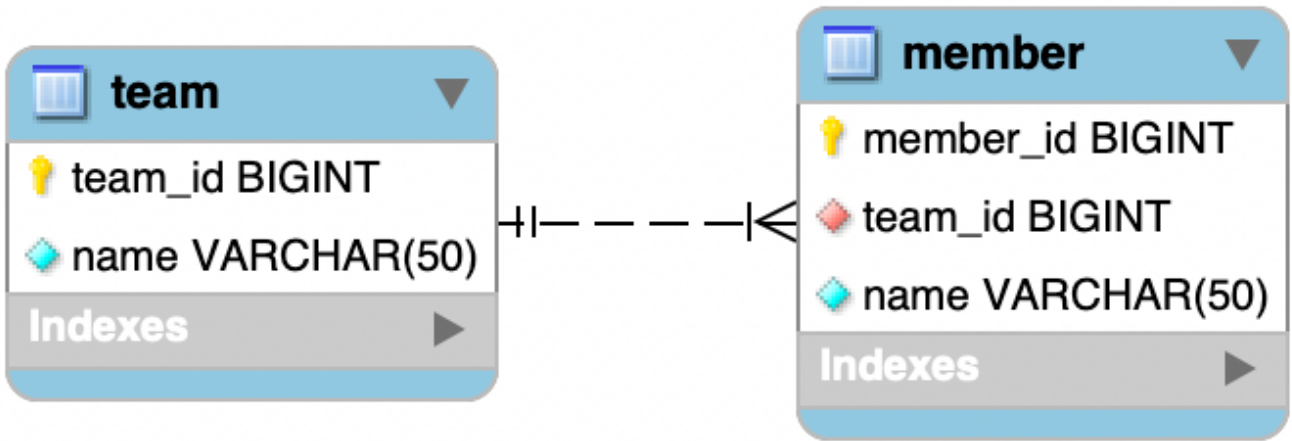 team
team_id BIGINT
name VARCHAR(50)
Indexes
member
member_id BIGINT
team_id BIGINT
name VARCHAR(50)
Indexes